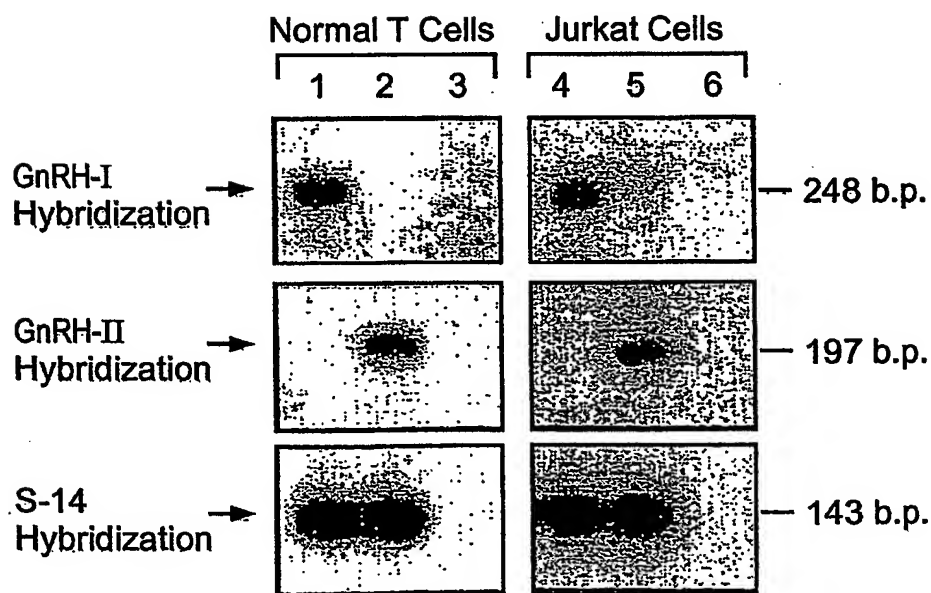 Normal T Cells Jurkat Cells
1 2 3 4 5 6
GnRH-I
Hybridization
248 b.p.
GnRH-II
Hybridization
197 b.p.
S-14
Hybridization
143 b.p.